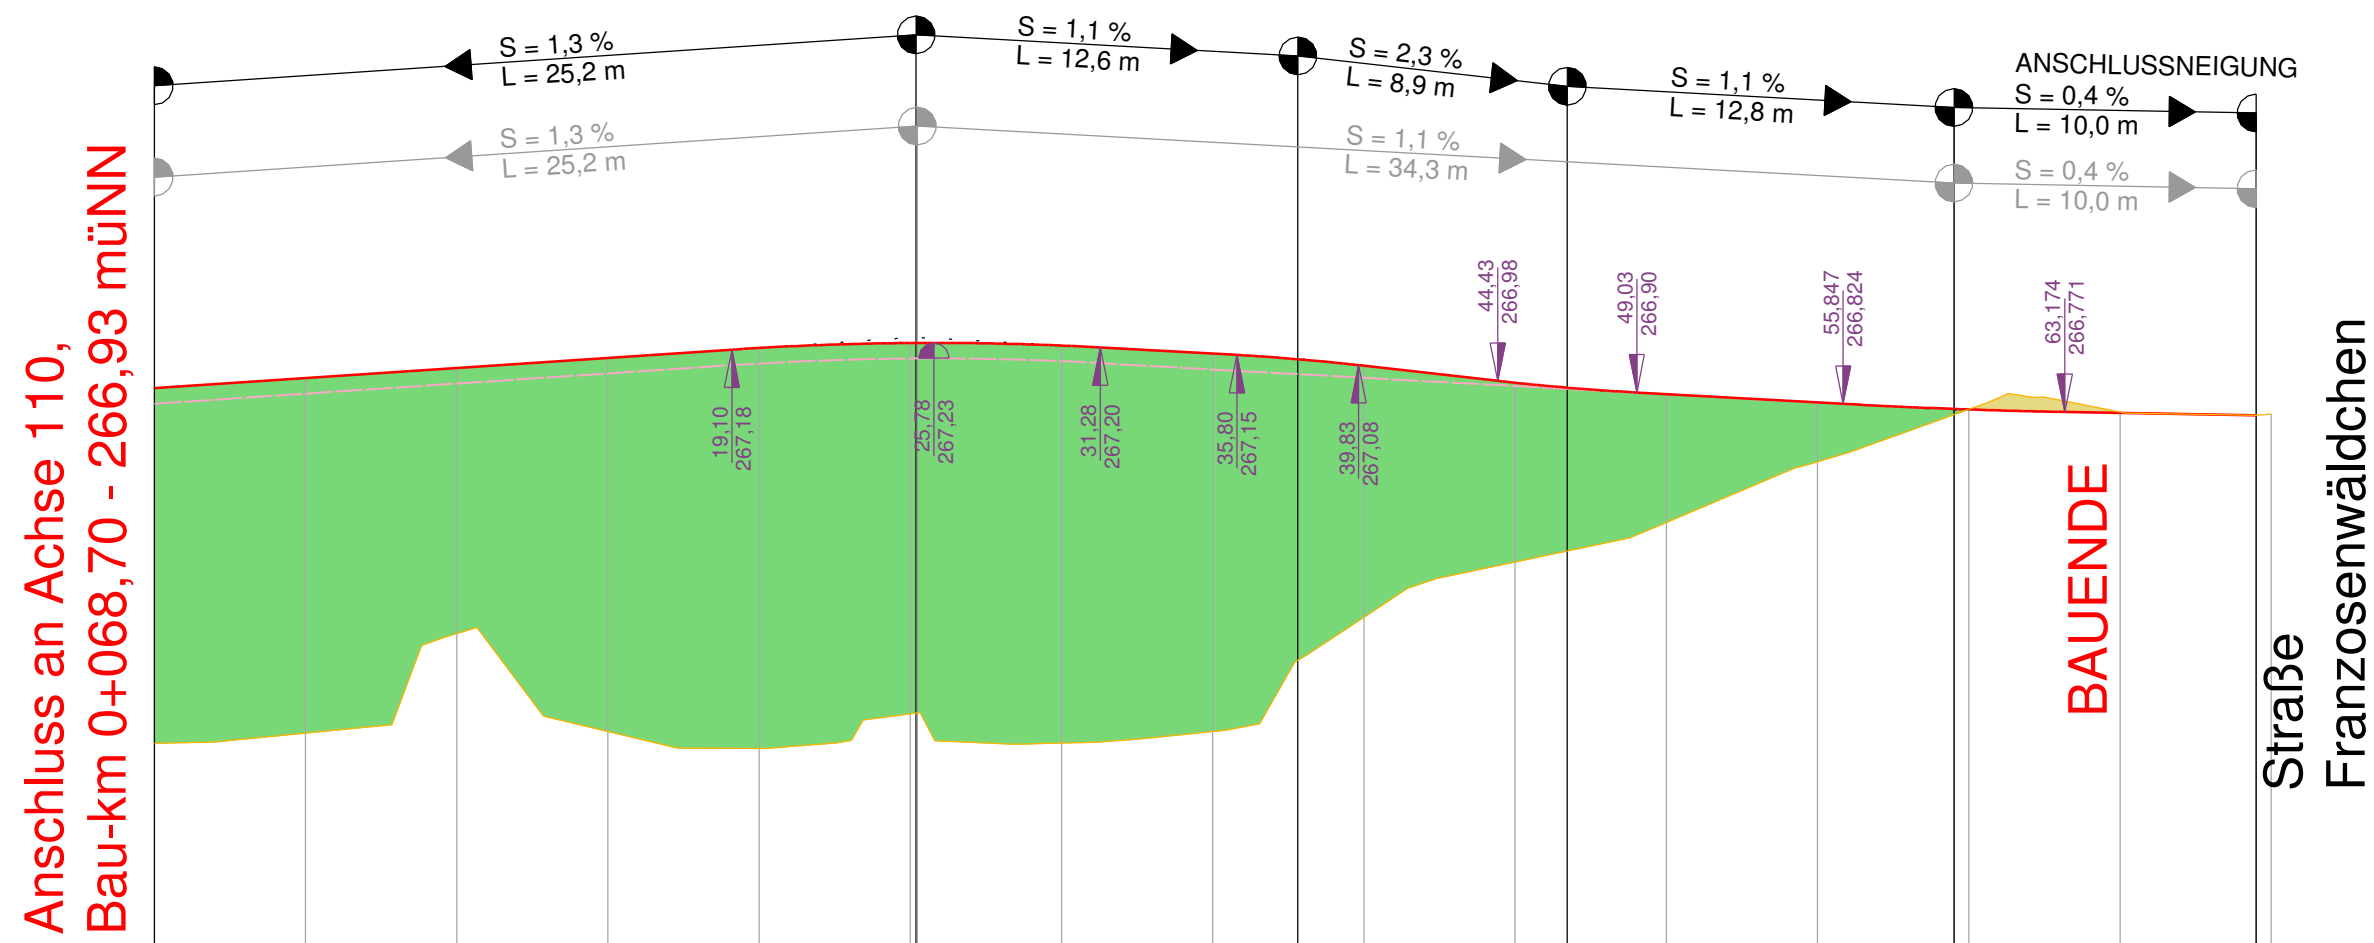 Anschluss an Achse 110,
Bau-km 0+068,70 - 266,93 müNN
S = 1,3 %
L = 25,2 m
S = 1,1 %
L = 12,6 m
S = 2,3 %
L = 8,9 m
S = 1,1 %
L = 12,8 m
ANSCHLUSSNEIGUNG
S = 0,4 %
L = 10,0 m
S = 1,3 %
L = 25,2 m
S = 1,1 %
L = 34,3 m
S = 0,4 %
L = 10,0 m
19,10
267,18
25,78
267,23
31,28
267,20
35,80
267,15
39,83
267,08
44,43
266,98
49,03
266,90
55,847
266,824
63,174
266,771
BAUENDE
Straße
Franzosenwäldchen